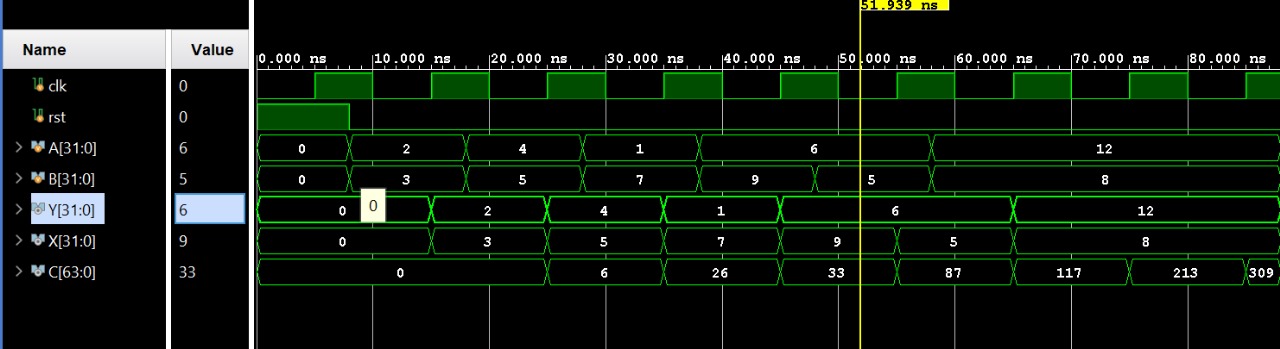 51.939 ns
Name Value 0.000 ns 10.000 ns 20.000 ns 30.000 ns 40.000 ns 50.000 ns 60.000 ns 70.000 ns 80.000 ns
clk 0
rst 0
A[31:0] 6 0 2 4 1 6 12
B[31:0] 5 0 3 5 7 9 5 8
Y[31:0] 6 0 0 2 4 1 6 12
X[31:0] 9 0 3 5 7 9 5 8
C[63:0] 33 0 6 26 33 87 117 213 309